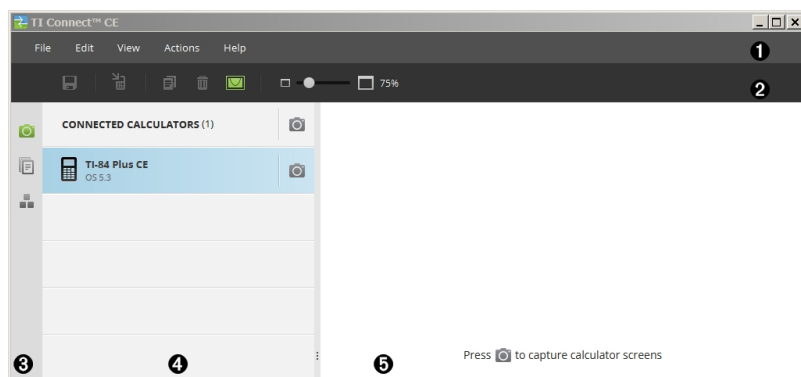 TI Connect™ CE
File Edit View Actions Help
❶
75%
❷
CONNECTED CALCULATORS (1)
TI-84 Plus CE
OS 5.3
Press to capture calculator screens
❸ ❹ ❺